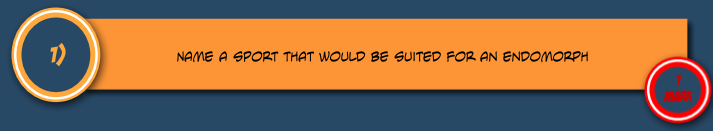 1)
NAME A SPORT THAT WOULD BE SUITED FOR AN ENDOMORPH
1
MARK